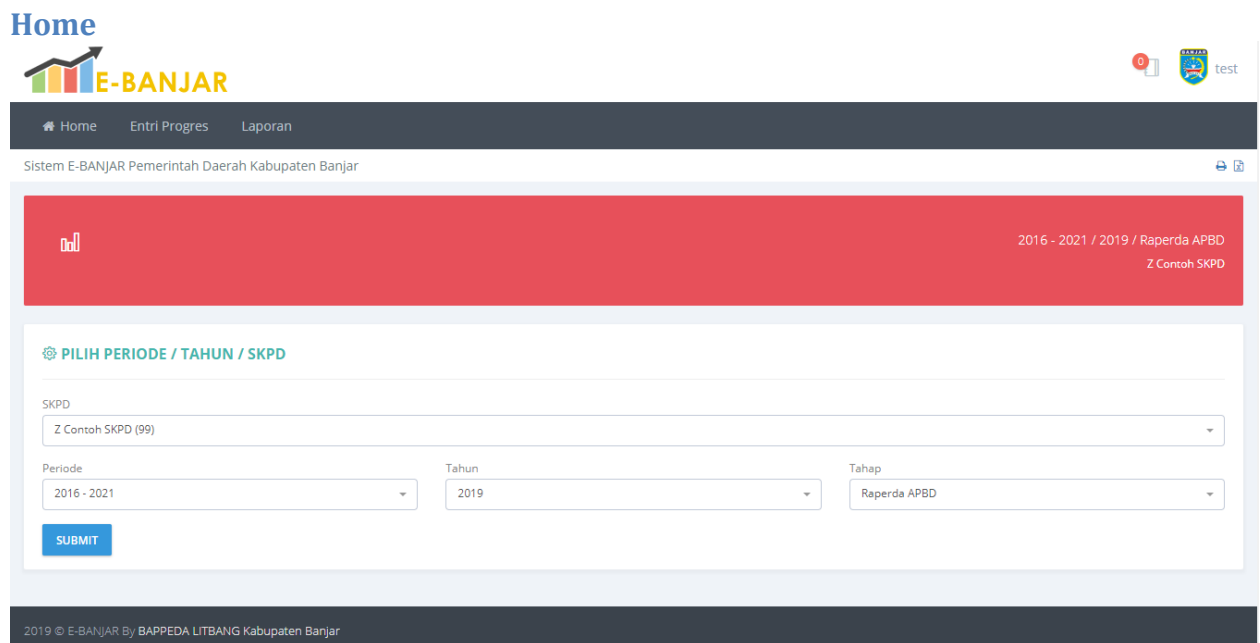 Home
E-BANJAR
0
BANJAR
test
Home Entri Progres Laporan
Sistem E-BANJAR Pemerintah Daerah Kabupaten Banjar
2016 - 2021 / 2019 / Raperda APBD
Z Contoh SKPD
PILIH PERIODE / TAHUN / SKPD
SKPD
Z Contoh SKPD (99)
Periode Tahun Tahap
2016 - 2021 2019 Raperda APBD
SUBMIT
2019 © E-BANJAR By BAPPEDA LITBANG Kabupaten Banjar